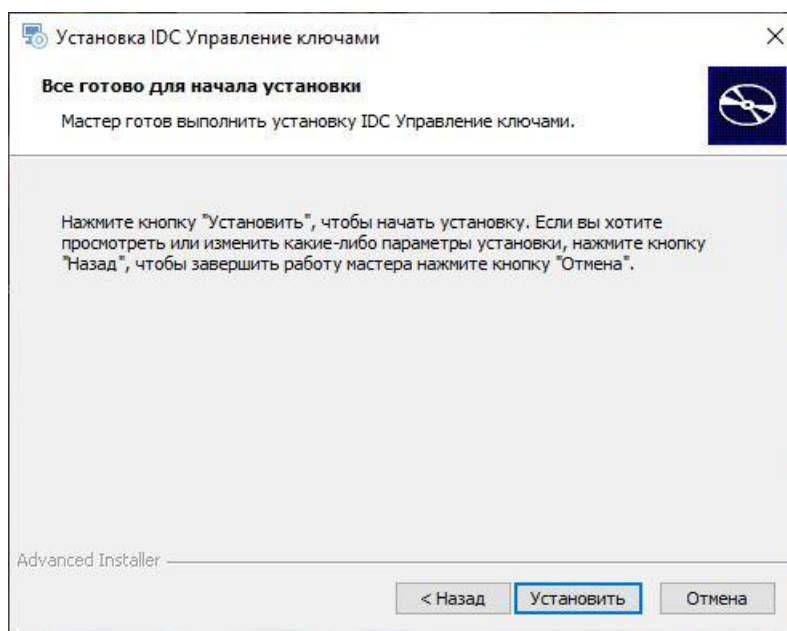 Установка IDC Управление ключами
Все готово для начала установки
Мастер готов выполнить установку IDC Управление ключами.
Нажмите кнопку "Установить", чтобы начать установку. Если вы хотите
просмотреть или изменить какие-либо параметры установки, нажмите кнопку
"Назад", чтобы завершить работу мастера нажмите кнопку "Отмена".
Advanced Installer
< Назад Установить Отмена